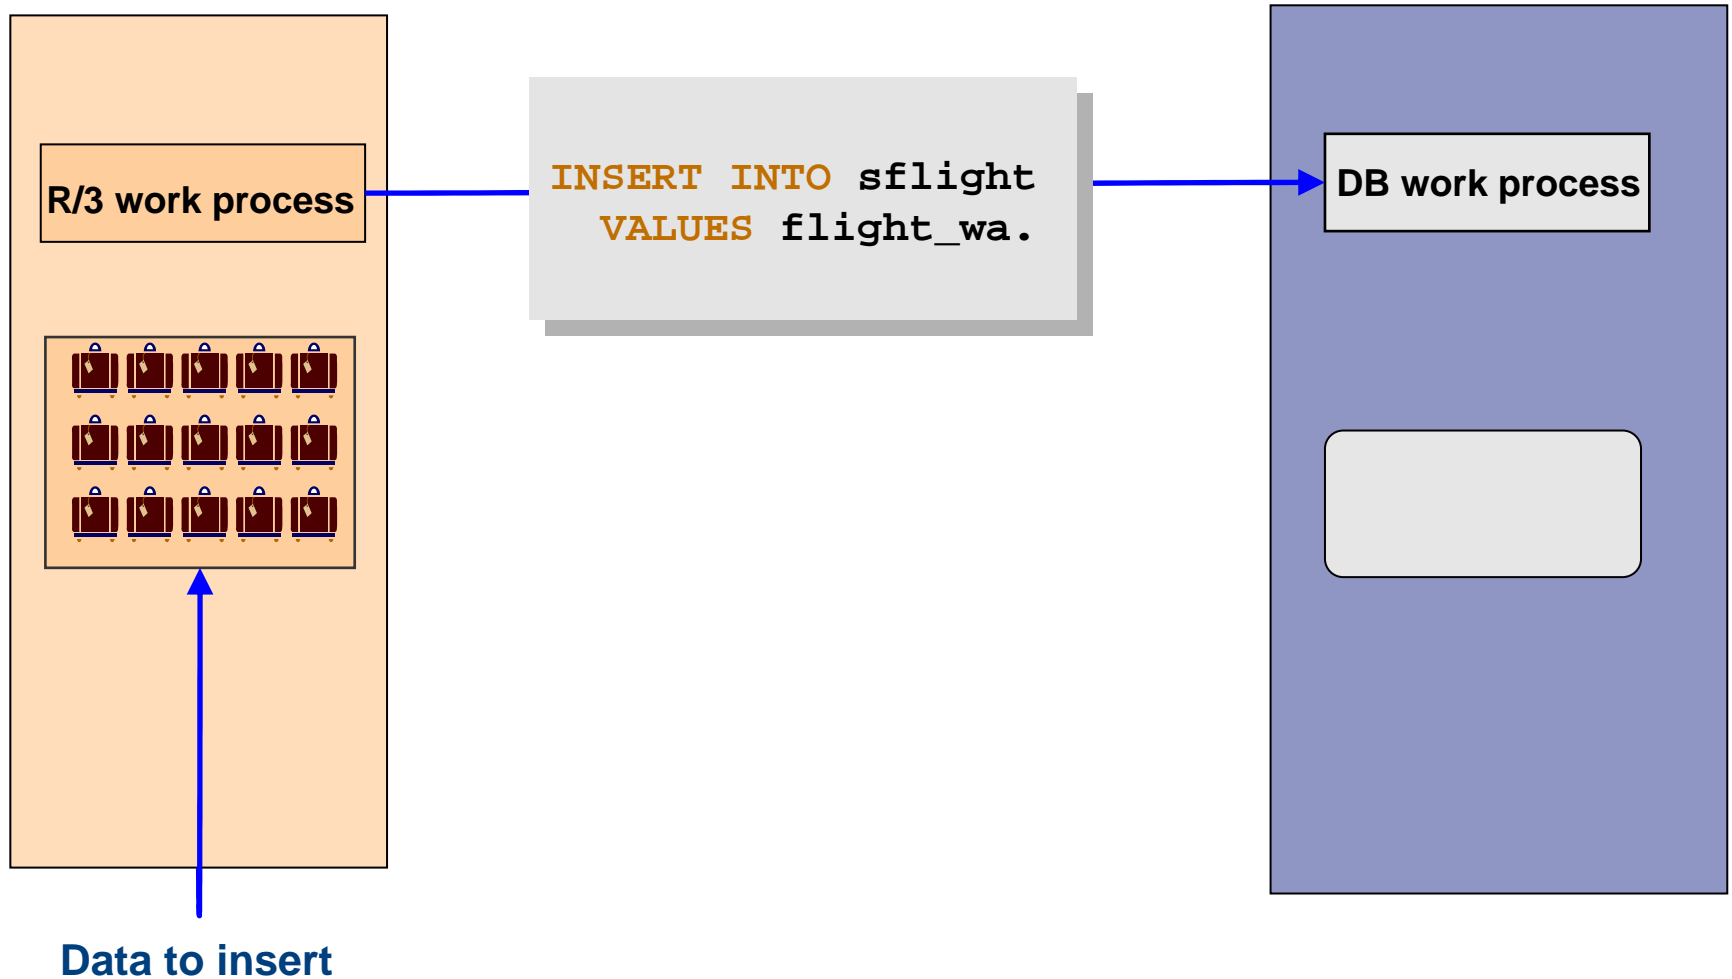 R/3 work process
INSERT INTO sflight
VALUES flight_wa.
DB work process
Data to insert